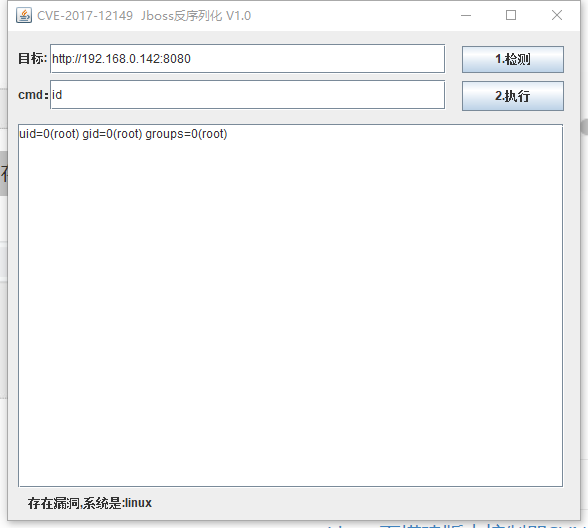 CVE-2017-12149 Jboss反序列化 V1.0
目标: http://192.168.0.142:8080 1.检测
cmd: id 2.执行
uid=0(root) gid=0(root) groups=0(root)
存在漏洞,系统是:linux